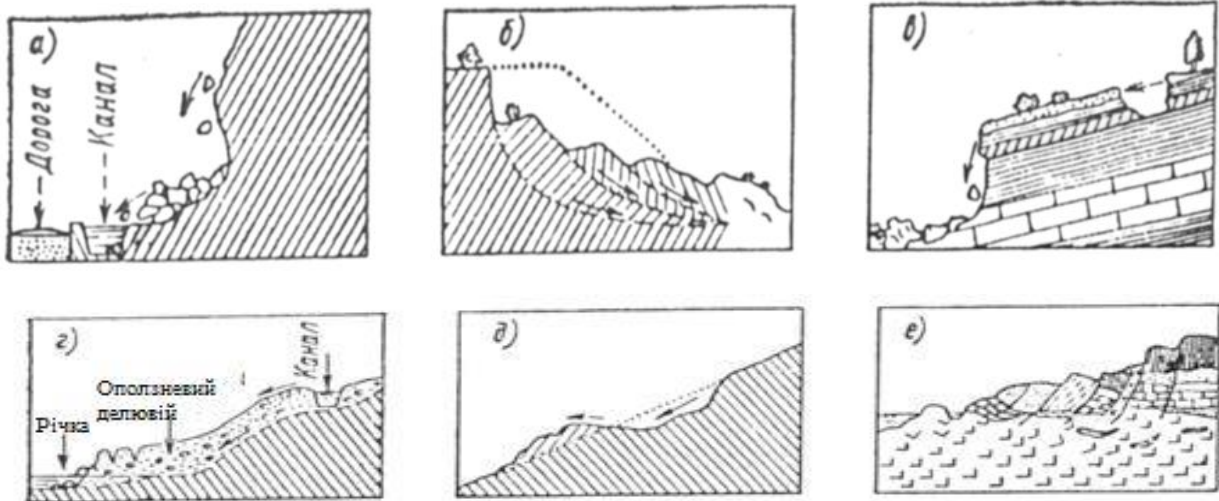 а)
Дорога
Канал
б)
в)
г)
Канал
Оползневий
делювій
Річка
д)
е)